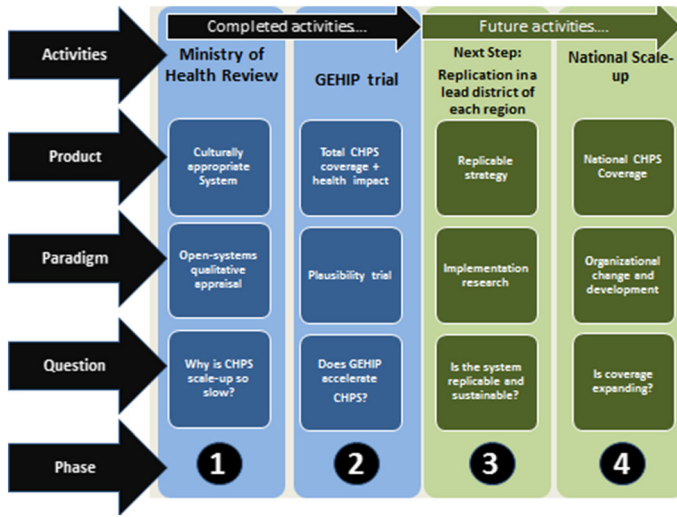 Completed activities....
Future activities....
Activities
Ministry of
Health Review
GEHIP trial
Next Step:
Replication in a
lead district of
each region
National Scale-
up
Product
Culturally
appropriate
System
Total CHPS
coverage +
health impact
Replicable
strategy
National CHPS
Coverage
Paradigm
Open-systems
qualitative
appraisal
Plausibility trial
Implementation
research
Organizational
change and
development
Question
Why is CHPS
scale-up so
slow?
Does GEHIP
accelerate
CHPS?
Is the system
replicable and
sustainable?
Is coverage
expanding?
Phase
1
2
3
4